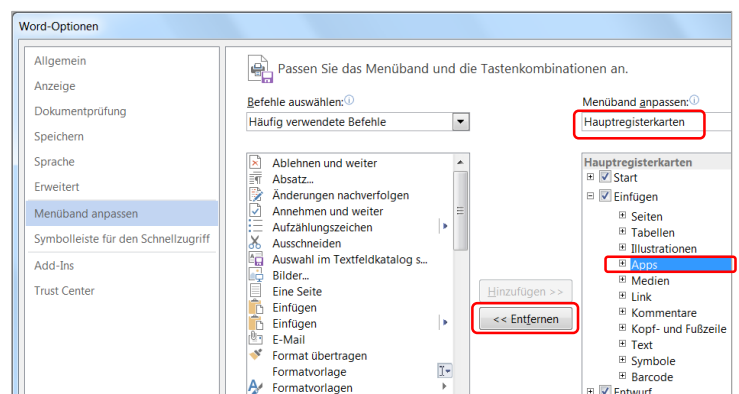 Word-Optionen
Allgemein
Anzeige
Dokumentprüfung
Speichern
Sprache
Erweitert
Menüband anpassen
Symbolleiste für den Schnellzugriff
Add-Ins
Trust Center
Passen Sie das Menüband und die Tastenkombinationen an.
Befehle auswählen:
Häufig verwendete Befehle
Ablehnen und weiter
Absatz...
Änderungen nachverfolgen
Annehmen und weiter
Aufzählungszeichen
Ausschneiden
Auswahl im Textfeldkatalog s...
Bilder...
Eine Seite
Einfügen
Einfügen
E-Mail
Format übertragen
Formatvorlage
Formatvorlagen
Hinzufügen >>
<< Entfernen
Menüband anpassen:
Hauptregisterkarten
Hauptregisterkarten
Start
Einfügen
Seiten
Tabellen
Illustrationen
Apps
Medien
Link
Kommentare
Kopf- und Fußzeile
Text
Symbole
Barcode
Entwurf